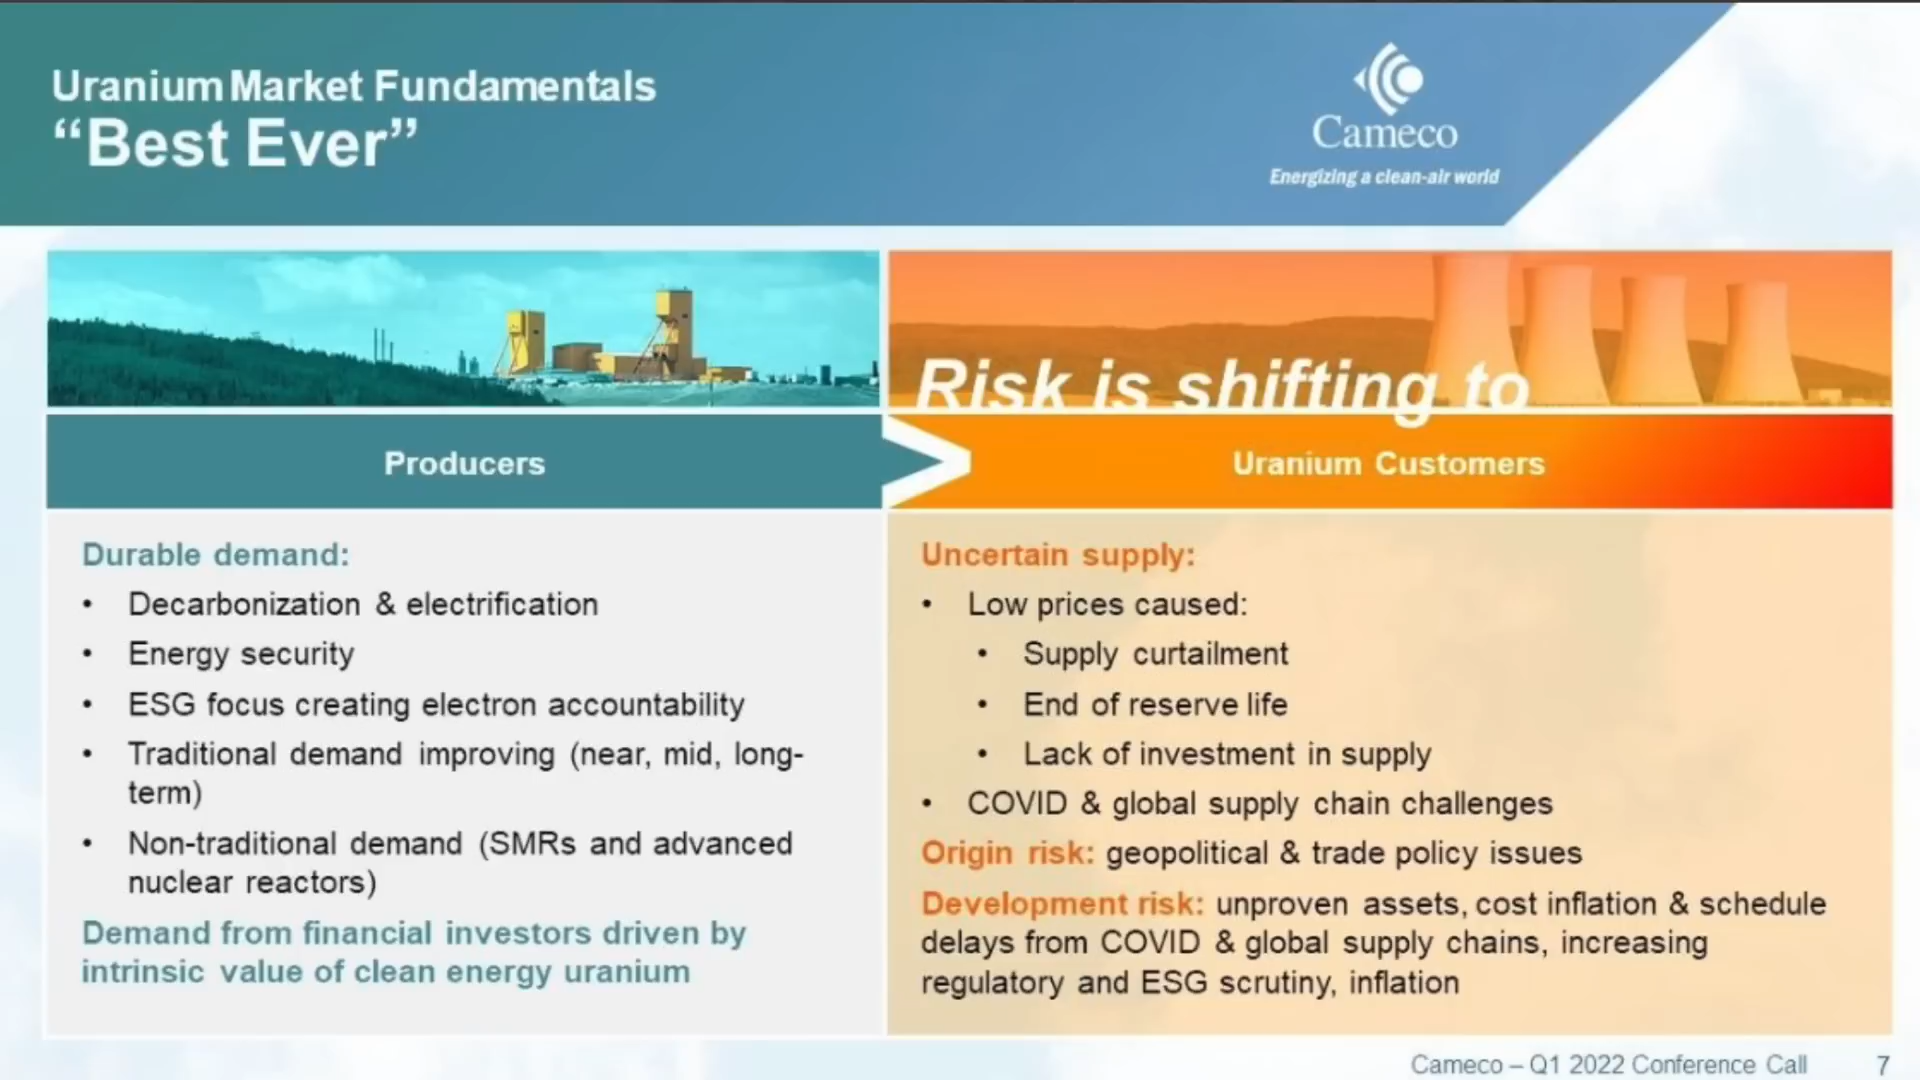 Uranium Market Fundamentals
“Best Ever”
Cameco
Energizing a clean-air world
Risk is shifting to
Producers
Uranium Customers
Durable demand:
• Decarbonization & electrification
• Energy security
• ESG focus creating electron accountability
• Traditional demand improving (near, mid, long-
term)
• Non-traditional demand (SMRs and advanced
nuclear reactors)
Demand from financial investors driven by
intrinsic value of clean energy uranium
Uncertain supply:
• Low prices caused:
• Supply curtailment
• End of reserve life
• Lack of investment in supply
• COVID & global supply chain challenges
Origin risk: geopolitical & trade policy issues
Development risk: unproven assets, cost inflation & schedule
delays from COVID & global supply chains, increasing
regulatory and ESG scrutiny, inflation
Cameco – Q1 2022 Conference Call 7